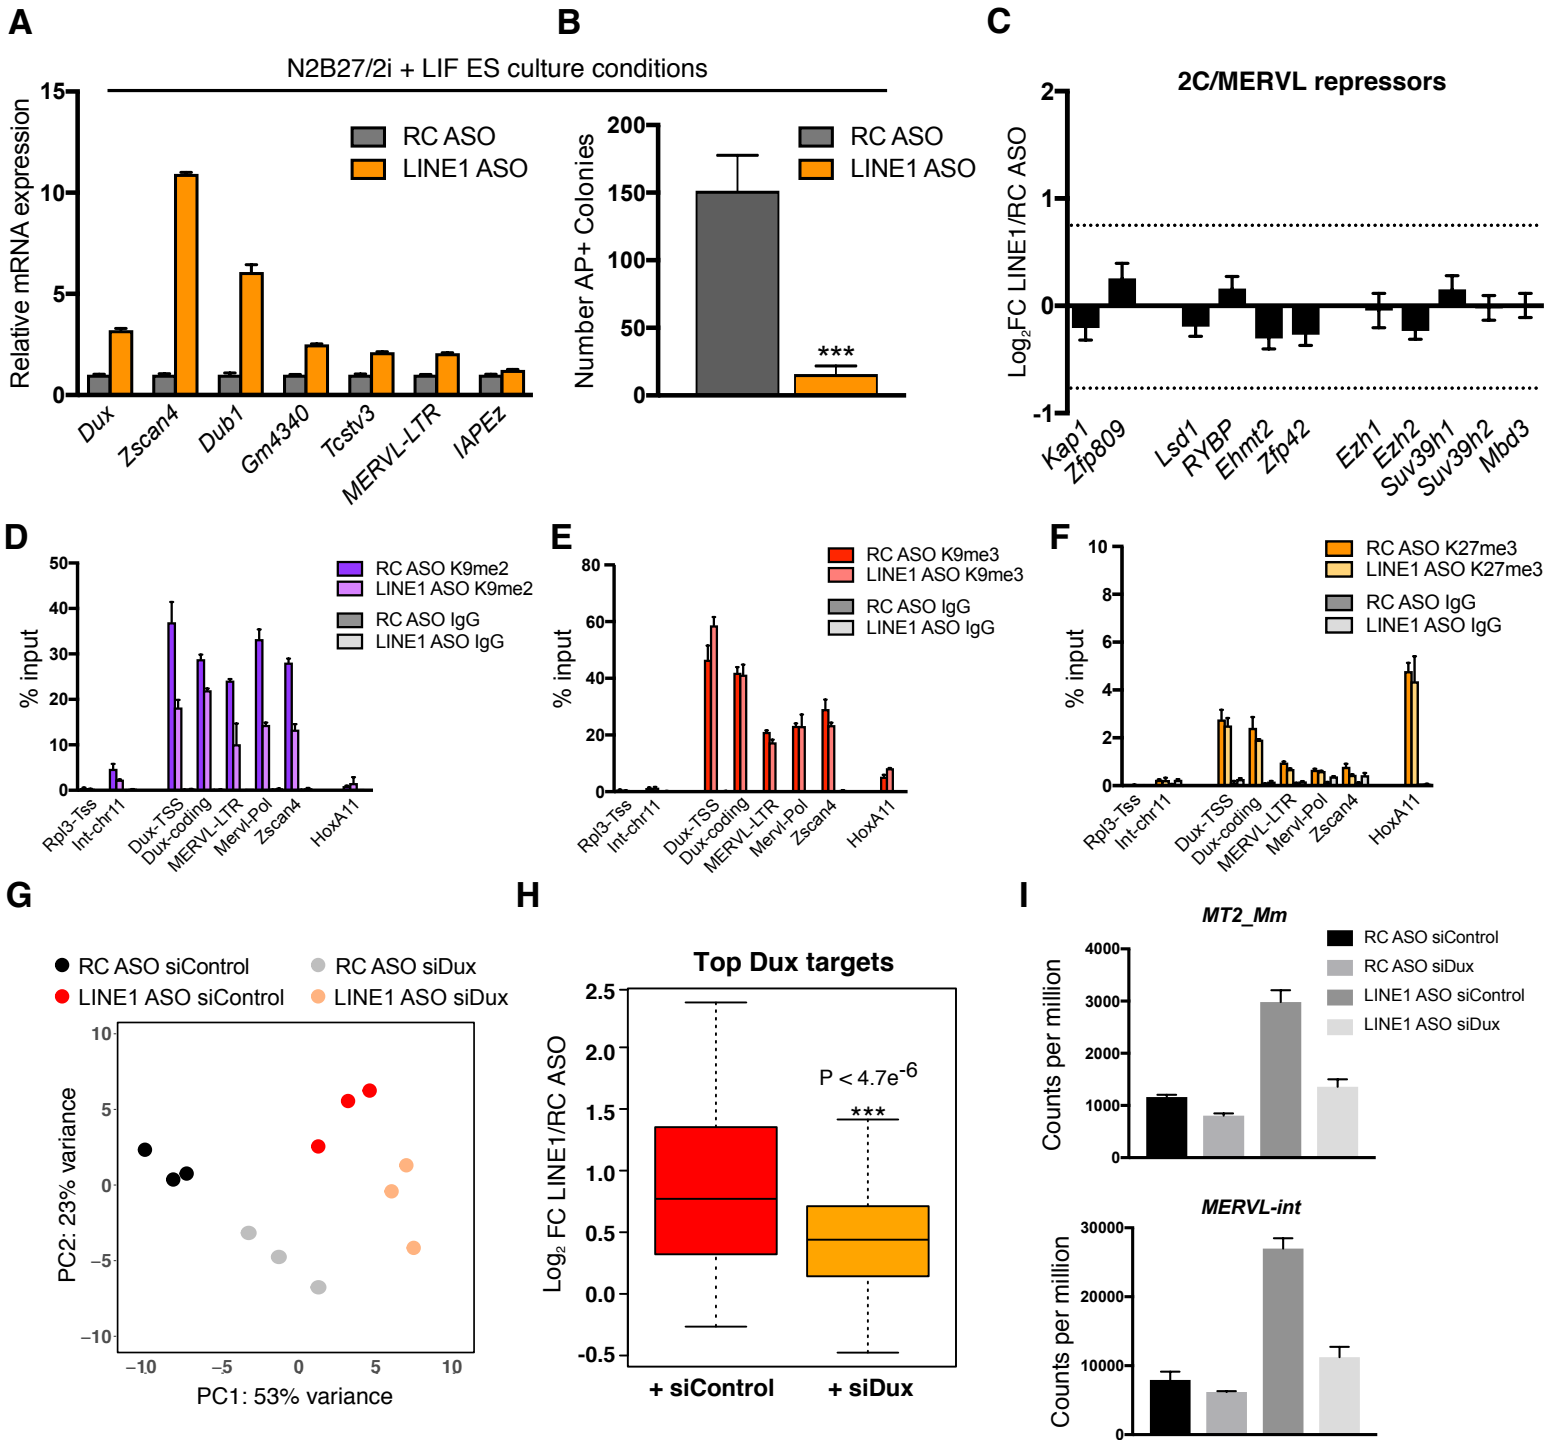 A
N2B27/2i + LIF ES culture conditions
Relative mRNA expression
15
10
5
0
RC ASO
LINE1 ASO
Dux
Zscan4
Dub1
Gm4340
Tcstv3
MERVL-LTR
IAPEz
B
Number AP+ Colonies
200
150
100
50
0
RC ASO
LINE1 ASO
***
C
2C/MERVL repressors
Log₂FC LINE1/RC ASO
2
1
0
-1
Kap1
Zfp809
Lsd1
RYBP
Ehmt2
Zfp42
Ezh1
Ezh2
Suv39h1
Suv39h2
Mbd3
D
% input
50
40
30
20
10
0
RC ASO K9me2
LINE1 ASO K9me2
RC ASO IgG
LINE1 ASO IgG
Rpl3-Tss
Int-chr11
Dux-TSS
Dux-coding
MERVL-LTR
Mervl-Pol
Zscan4
HoxA11
E
% input
80
60
40
20
0
RC ASO K9me3
LINE1 ASO K9me3
RC ASO IgG
LINE1 ASO IgG
Rpl3-Tss
Int-chr11
Dux-TSS
Dux-coding
MERVL-LTR
Mervl-Pol
Zscan4
HoxA11
F
% input
10
8
6
4
2
0
RC ASO K27me3
LINE1 ASO K27me3
RC ASO IgG
LINE1 ASO IgG
Rpl3-Tss
Int-chr11
Dux-TSS
Dux-coding
MERVL-LTR
Mervl-Pol
Zscan4
HoxA11
G
RC ASO siControl
RC ASO siDux
LINE1 ASO siControl
LINE1 ASO siDux
PC2: 23% variance
10
5
0
−5
−10
−10
−5
0
5
10
PC1: 53% variance
H
Top Dux targets
Log₂ FC LINE1/RC ASO
2.5
2.0
1.5
1.0
0.5
0.0
-0.5
P < 4.7e⁻⁶
***
+ siControl
+ siDux
I
MT2_Mm
Counts per million
4000
3000
2000
1000
0
RC ASO siControl
RC ASO siDux
LINE1 ASO siControl
LINE1 ASO siDux
MERVL-int
Counts per million
30000
20000
10000
0